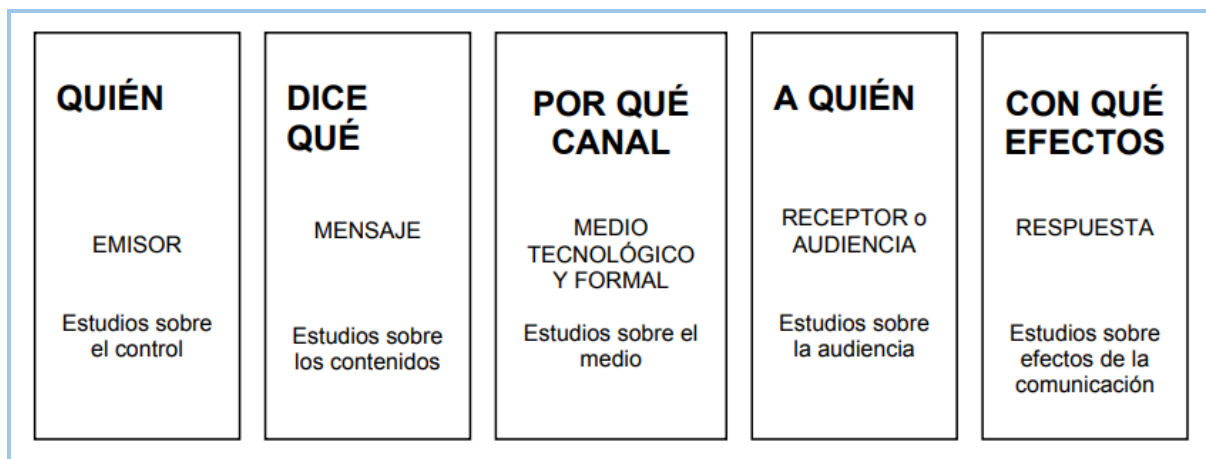 QUIÉN
EMISOR
Estudios sobre
el control
DICE
QUÉ
MENSAJE
Estudios sobre
los contenidos
POR QUÉ
CANAL
MEDIO
TECNOLÓGICO
Y FORMAL
Estudios sobre el
medio
A QUIÉN
RECEPTOR o
AUDIENCIA
Estudios sobre
la audiencia
CON QUÉ
EFECTOS
RESPUESTA
Estudios sobre
efectos de la
comunicación